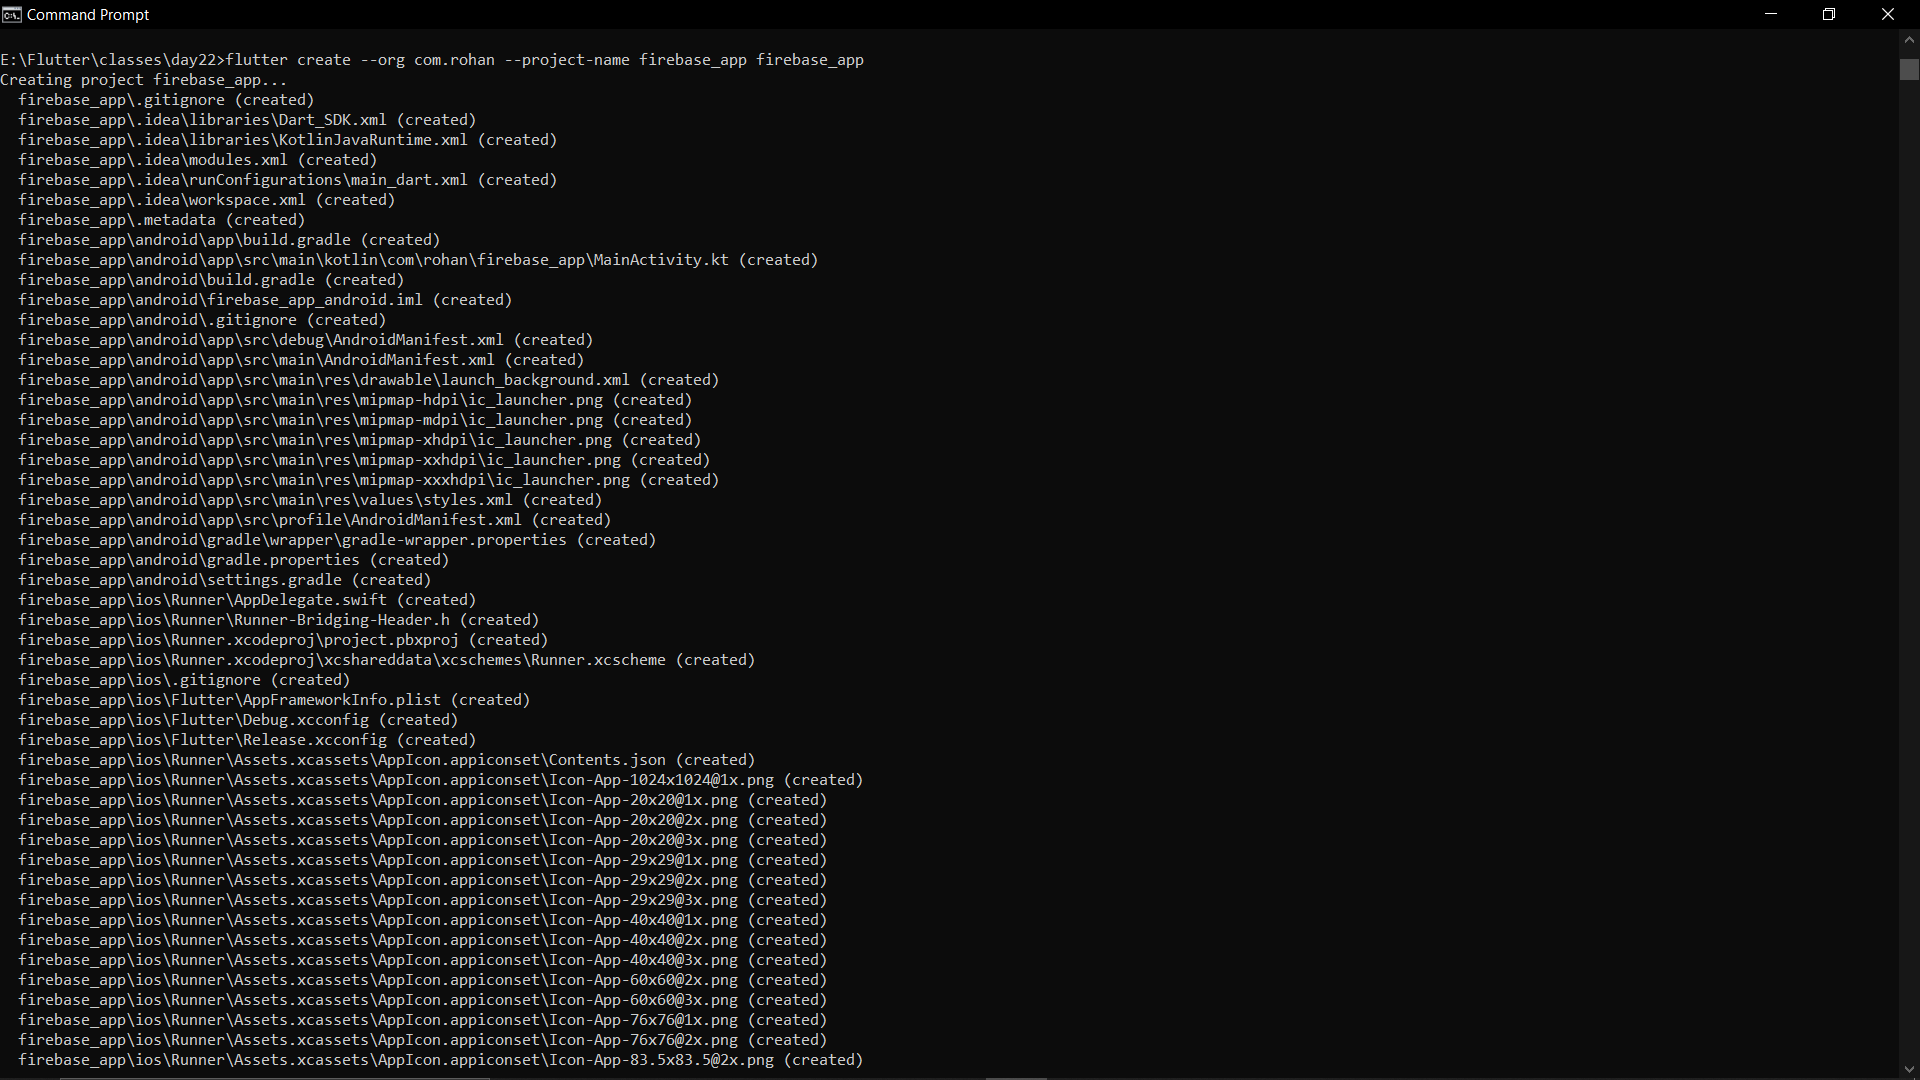 Command Prompt
E:\Flutter\classes\day22>flutter create --org com.rohan --project-name firebase_app firebase_app
Creating project firebase_app...
  firebase_app\.gitignore (created)
  firebase_app\.idea\libraries\Dart_SDK.xml (created)
  firebase_app\.idea\libraries\KotlinJavaRuntime.xml (created)
  firebase_app\.idea\modules.xml (created)
  firebase_app\.idea\runConfigurations\main_dart.xml (created)
  firebase_app\.idea\workspace.xml (created)
  firebase_app\.metadata (created)
  firebase_app\android\app\build.gradle (created)
  firebase_app\android\app\src\main\kotlin\com\rohan\firebase_app\MainActivity.kt (created)
  firebase_app\android\build.gradle (created)
  firebase_app\android\firebase_app_android.iml (created)
  firebase_app\android\.gitignore (created)
  firebase_app\android\app\src\debug\AndroidManifest.xml (created)
  firebase_app\android\app\src\main\AndroidManifest.xml (created)
  firebase_app\android\app\src\main\res\drawable\launch_background.xml (created)
  firebase_app\android\app\src\main\res\mipmap-hdpi\ic_launcher.png (created)
  firebase_app\android\app\src\main\res\mipmap-mdpi\ic_launcher.png (created)
  firebase_app\android\app\src\main\res\mipmap-xhdpi\ic_launcher.png (created)
  firebase_app\android\app\src\main\res\mipmap-xxhdpi\ic_launcher.png (created)
  firebase_app\android\app\src\main\res\mipmap-xxxhdpi\ic_launcher.png (created)
  firebase_app\android\app\src\main\res\values\styles.xml (created)
  firebase_app\android\app\src\profile\AndroidManifest.xml (created)
  firebase_app\android\gradle\wrapper\gradle-wrapper.properties (created)
  firebase_app\android\gradle.properties (created)
  firebase_app\android\settings.gradle (created)
  firebase_app\ios\Runner\AppDelegate.swift (created)
  firebase_app\ios\Runner\Runner-Bridging-Header.h (created)
  firebase_app\ios\Runner.xcodeproj\project.pbxproj (created)
  firebase_app\ios\Runner.xcodeproj\xcshareddata\xcschemes\Runner.xcscheme (created)
  firebase_app\ios\.gitignore (created)
  firebase_app\ios\Flutter\AppFrameworkInfo.plist (created)
  firebase_app\ios\Flutter\Debug.xcconfig (created)
  firebase_app\ios\Flutter\Release.xcconfig (created)
  firebase_app\ios\Runner\Assets.xcassets\AppIcon.appiconset\Contents.json (created)
  firebase_app\ios\Runner\Assets.xcassets\AppIcon.appiconset\Icon-App-1024x1024@1x.png (created)
  firebase_app\ios\Runner\Assets.xcassets\AppIcon.appiconset\Icon-App-20x20@1x.png (created)
  firebase_app\ios\Runner\Assets.xcassets\AppIcon.appiconset\Icon-App-20x20@2x.png (created)
  firebase_app\ios\Runner\Assets.xcassets\AppIcon.appiconset\Icon-App-20x20@3x.png (created)
  firebase_app\ios\Runner\Assets.xcassets\AppIcon.appiconset\Icon-App-29x29@1x.png (created)
  firebase_app\ios\Runner\Assets.xcassets\AppIcon.appiconset\Icon-App-29x29@2x.png (created)
  firebase_app\ios\Runner\Assets.xcassets\AppIcon.appiconset\Icon-App-29x29@3x.png (created)
  firebase_app\ios\Runner\Assets.xcassets\AppIcon.appiconset\Icon-App-40x40@1x.png (created)
  firebase_app\ios\Runner\Assets.xcassets\AppIcon.appiconset\Icon-App-40x40@2x.png (created)
  firebase_app\ios\Runner\Assets.xcassets\AppIcon.appiconset\Icon-App-40x40@3x.png (created)
  firebase_app\ios\Runner\Assets.xcassets\AppIcon.appiconset\Icon-App-60x60@2x.png (created)
  firebase_app\ios\Runner\Assets.xcassets\AppIcon.appiconset\Icon-App-60x60@3x.png (created)
  firebase_app\ios\Runner\Assets.xcassets\AppIcon.appiconset\Icon-App-76x76@1x.png (created)
  firebase_app\ios\Runner\Assets.xcassets\AppIcon.appiconset\Icon-App-76x76@2x.png (created)
  firebase_app\ios\Runner\Assets.xcassets\AppIcon.appiconset\Icon-App-83.5x83.5@2x.png (created)